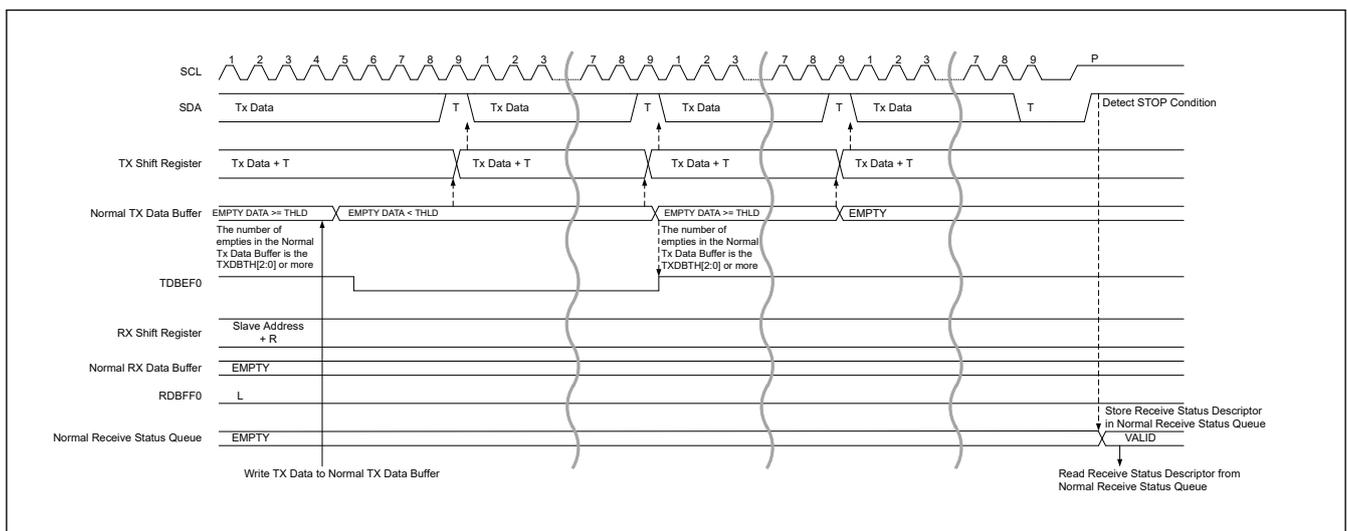 1 2 3 4 5 6 7 8 9 1 2 3 7 8 9 1 2 3 7 8 9 1 2 3 7 8 9 P
SCL
SDA Tx Data T Tx Data T Tx Data T Tx Data T Detect STOP Condition
TX Shift Register Tx Data + T Tx Data + T Tx Data + T Tx Data + T
Normal TX Data Buffer EMPTY DATA >= THLD EMPTY DATA < THLD EMPTY DATA >= THLD EMPTY
The number of
empties in the Normal
Tx Data Buffer is the
TXDBTH[2:0] or more
The number of
empties in the Normal
Tx Data Buffer is the
TXDBTH[2:0] or more
TDBEF0
RX Shift Register Slave Address
+ R
Normal RX Data Buffer EMPTY
RDBFF0 L
Store Receive Status Descriptor
in Normal Receive Status Queue
Normal Receive Status Queue EMPTY VALID
Write TX Data to Normal TX Data Buffer
Read Receive Status Descriptor from
Normal Receive Status Queue